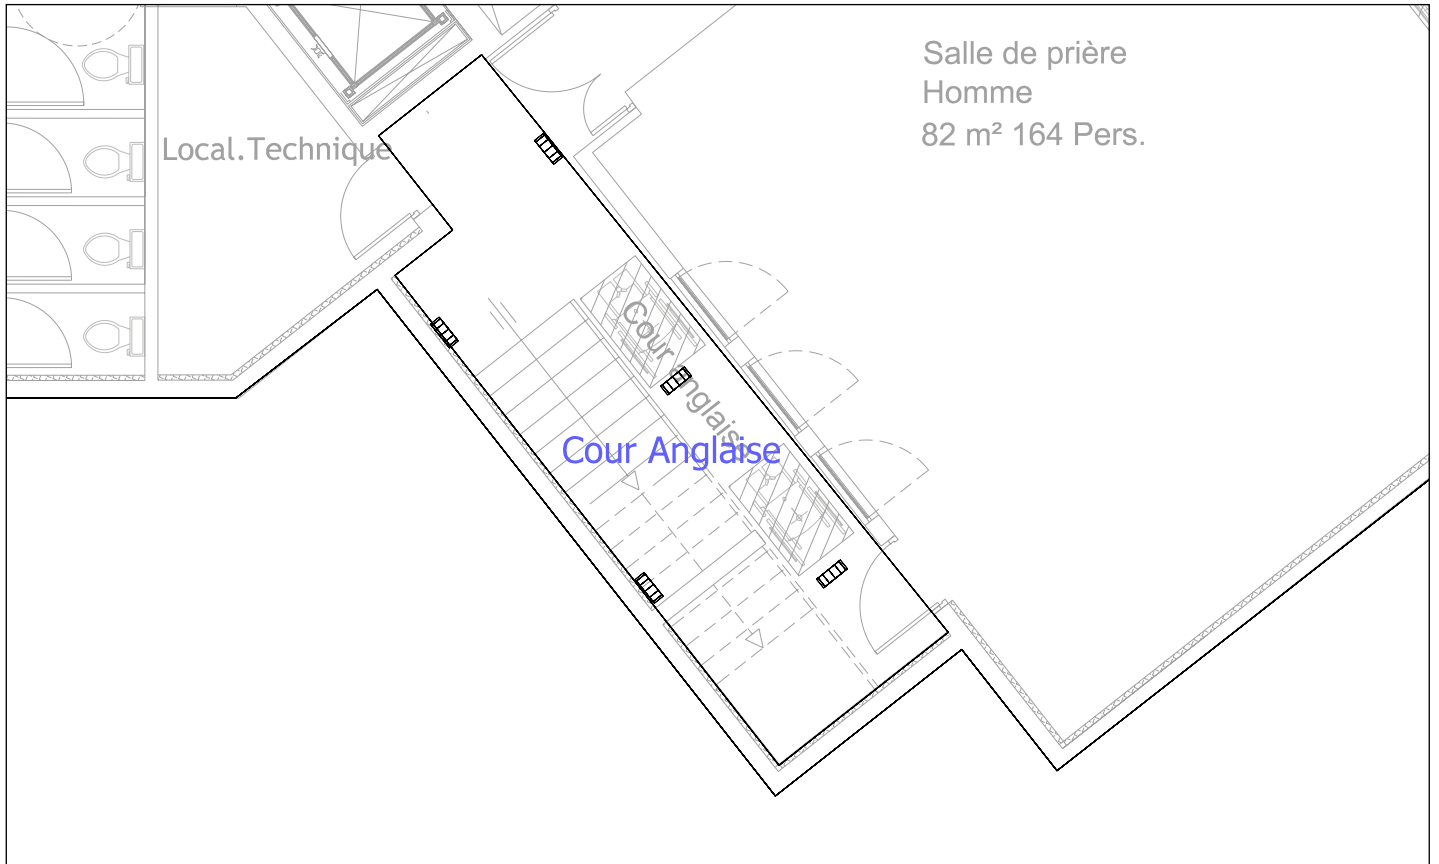 Salle de prière
Homme
82 m² 164 Pers.
Local.Technique
Cour Anglaise
Cour Anglaise